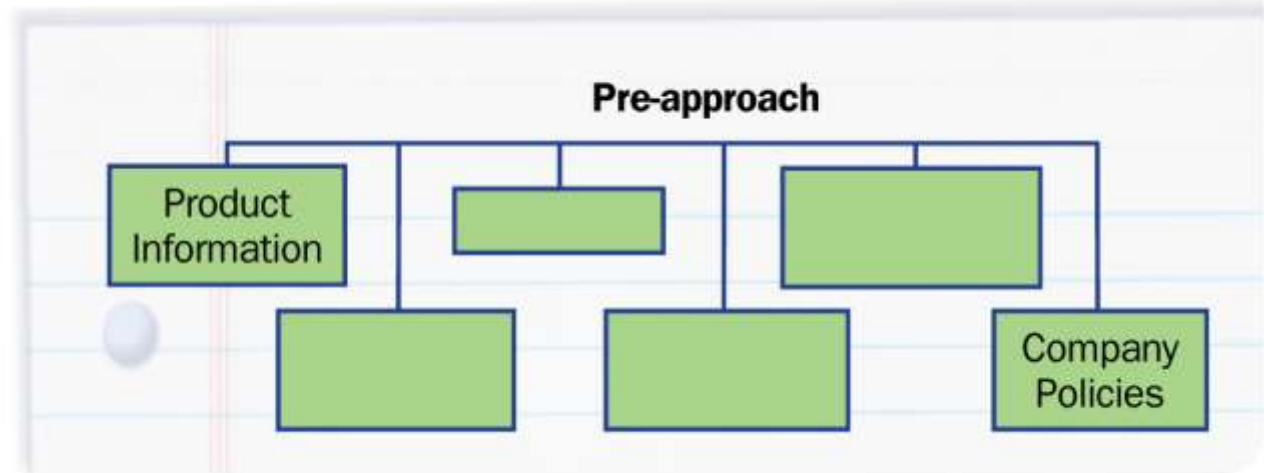 Pre-approach
Product
Information
Company
Policies